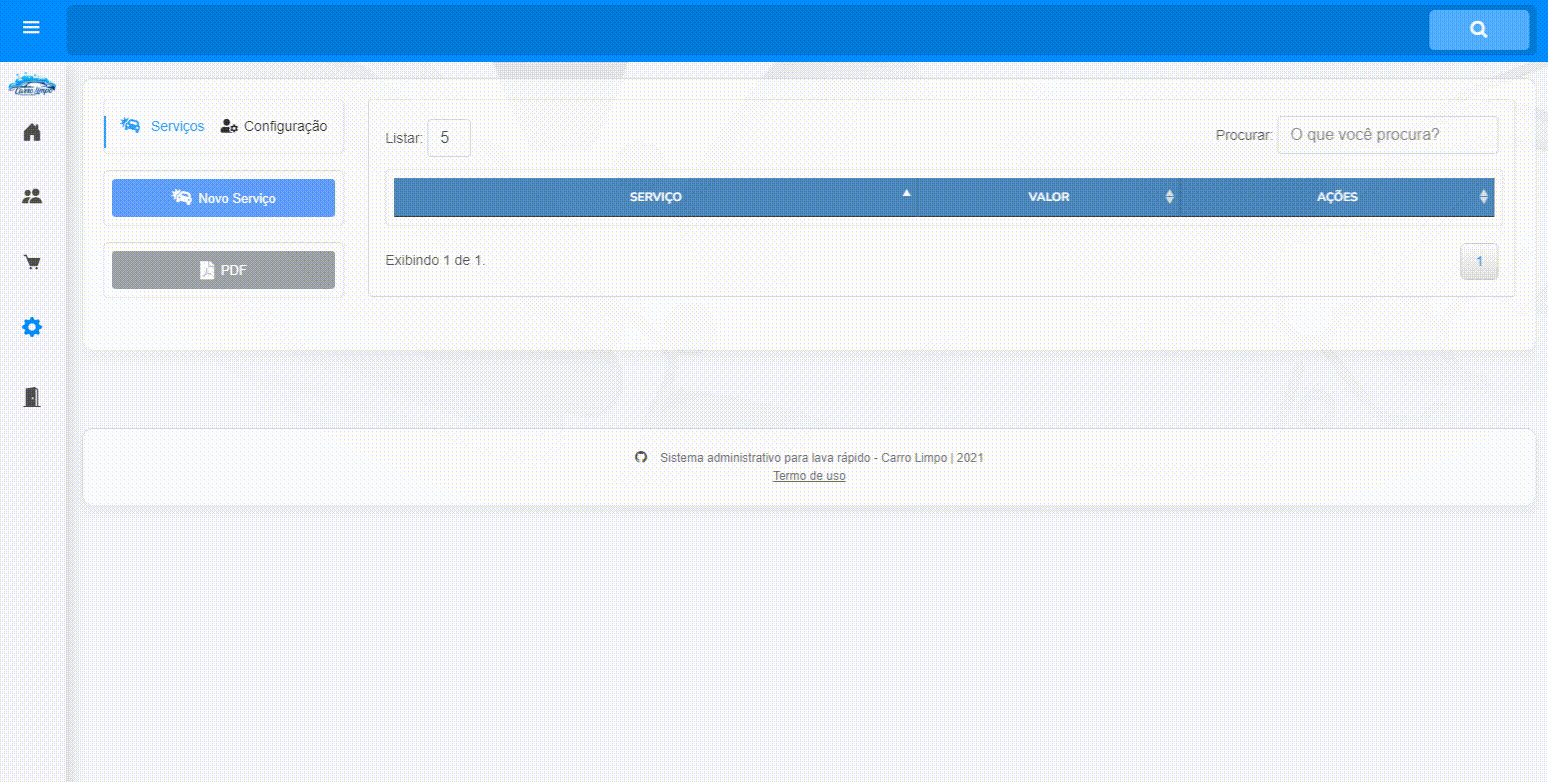 Carro Limpo
Serviços Configuração
Novo Serviço
PDF
Listar: 5
Procurar: O que você procura?
SERVIÇO VALOR AÇÕES
Exibindo 1 de 1.
1
Sistema administrativo para lava rápido - Carro Limpo | 2021
Termo de uso